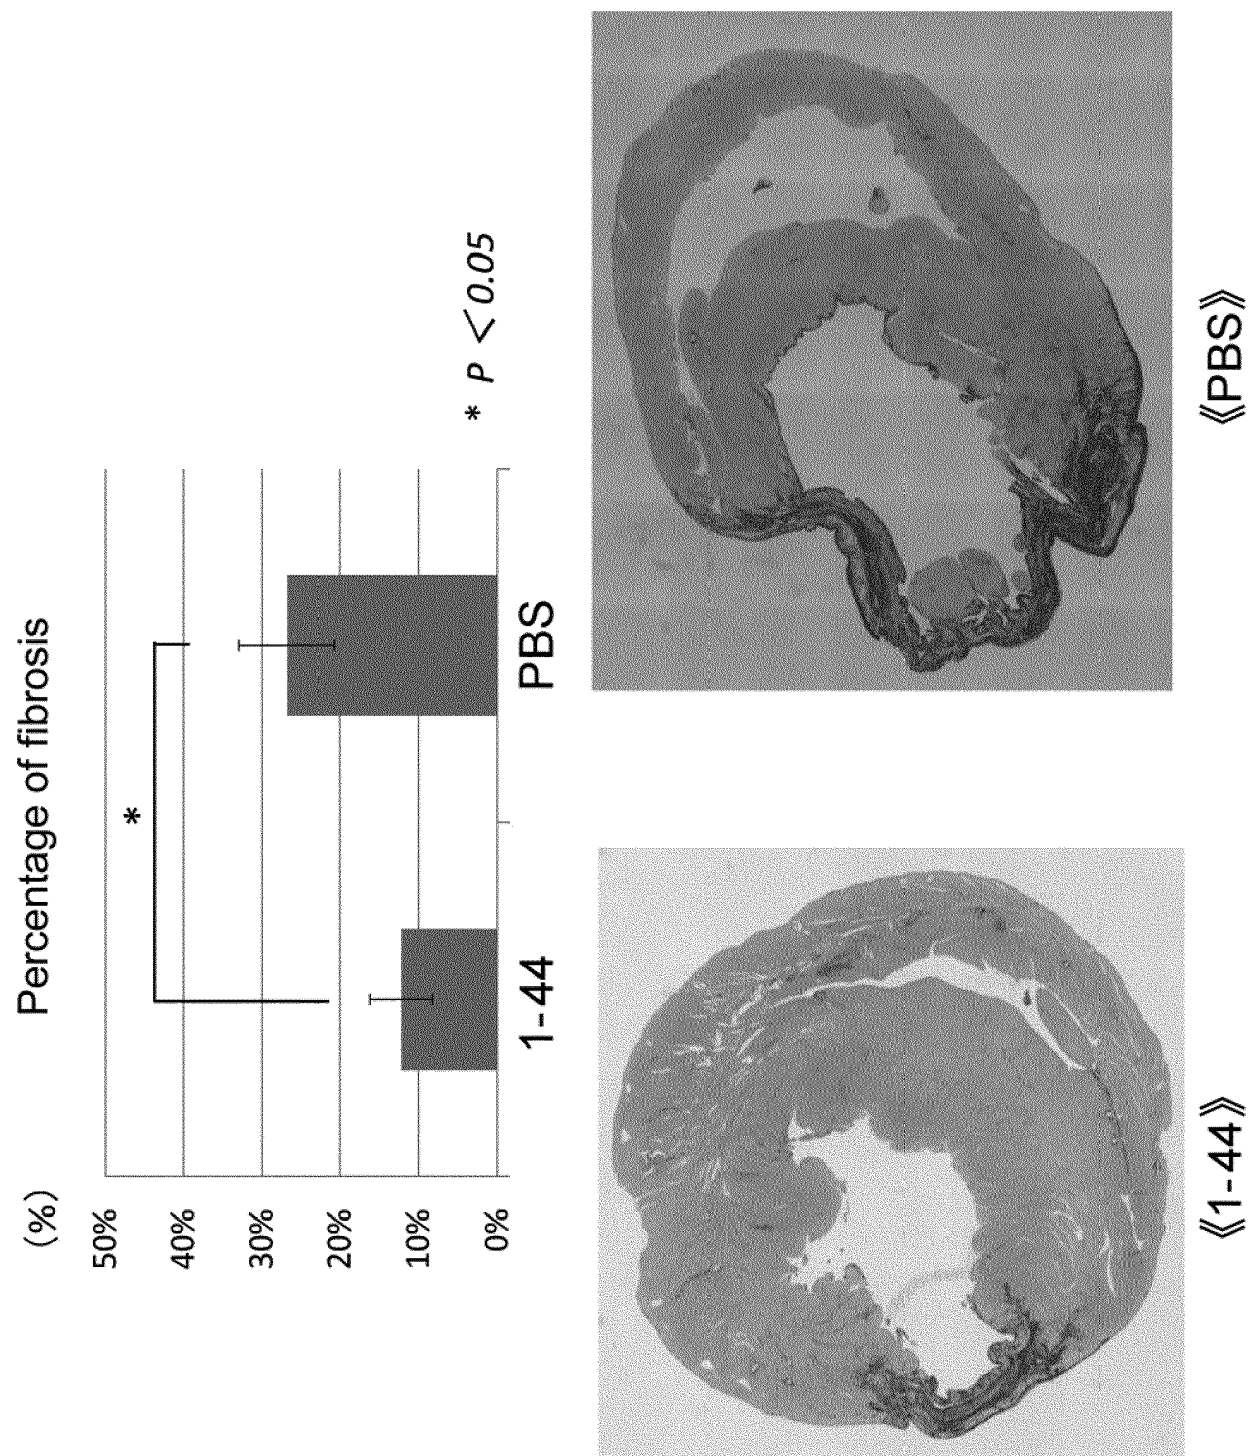 Percentage of fibrosis
(%)
50%
40%
30%
20%
10%
0%
*
1-44
PBS
* P < 0.05
《1-44》
《PBS》